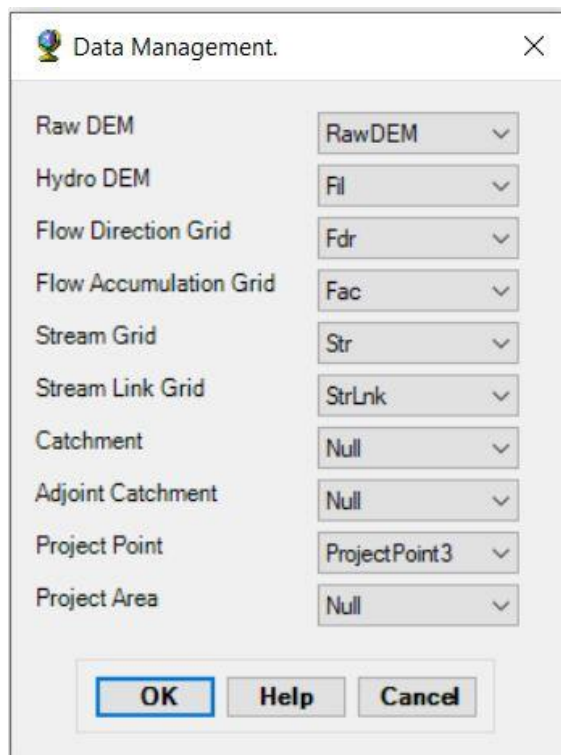 Data Management.
Raw DEM RawDEM
Hydro DEM Fil
Flow Direction Grid Fdr
Flow Accumulation Grid Fac
Stream Grid Str
Stream Link Grid StrLnk
Catchment Null
Adjoint Catchment Null
Project Point ProjectPoint3
Project Area Null
OK Help Cancel